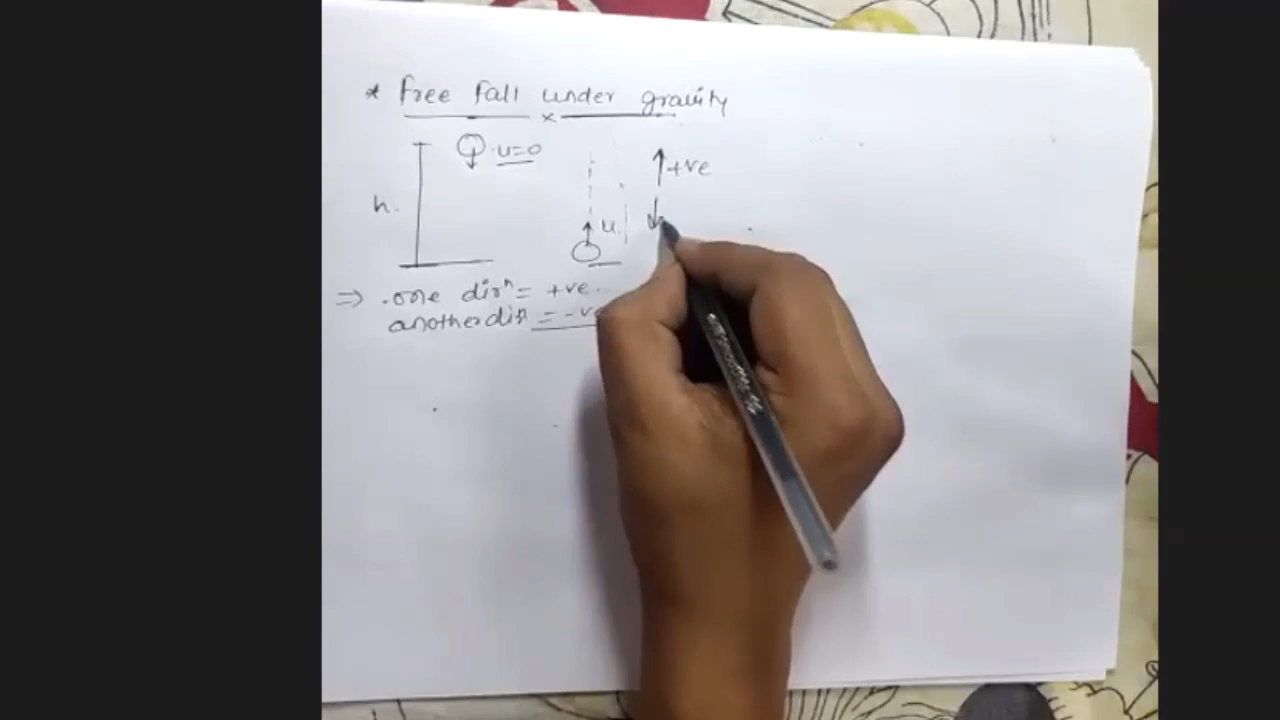 * free fall under gravity
u=0
+ve
h.
u
⇒ .one dirⁿ = +ve
another dirⁿ = -ve